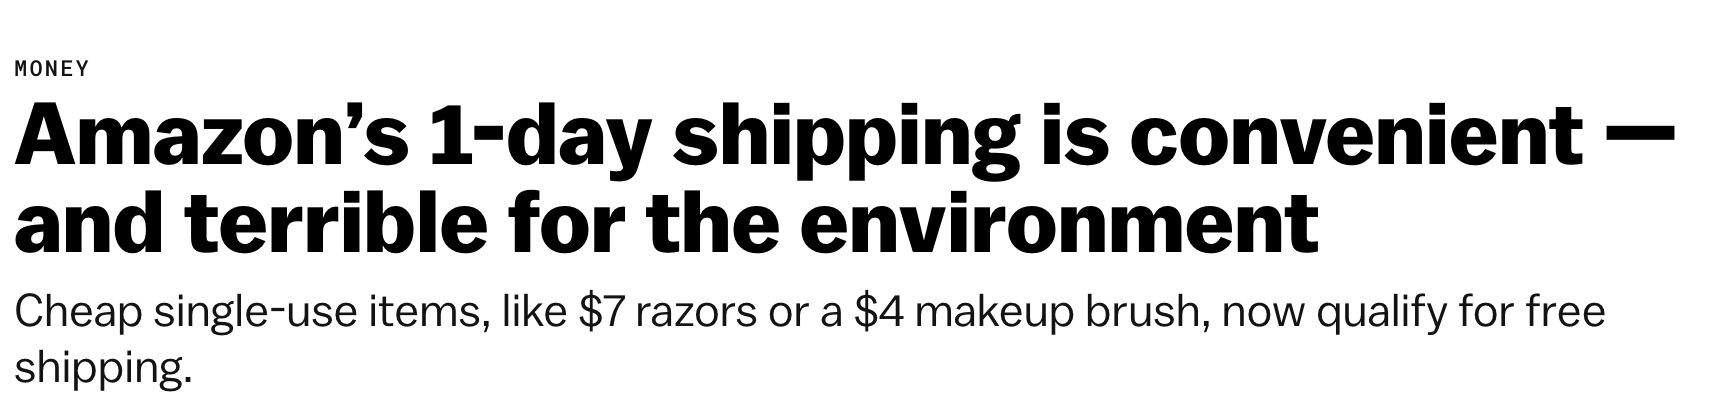 MONEY
Amazon’s 1-day shipping is convenient —
and terrible for the environment
Cheap single-use items, like $7 razors or a $4 makeup brush, now qualify for free
shipping.